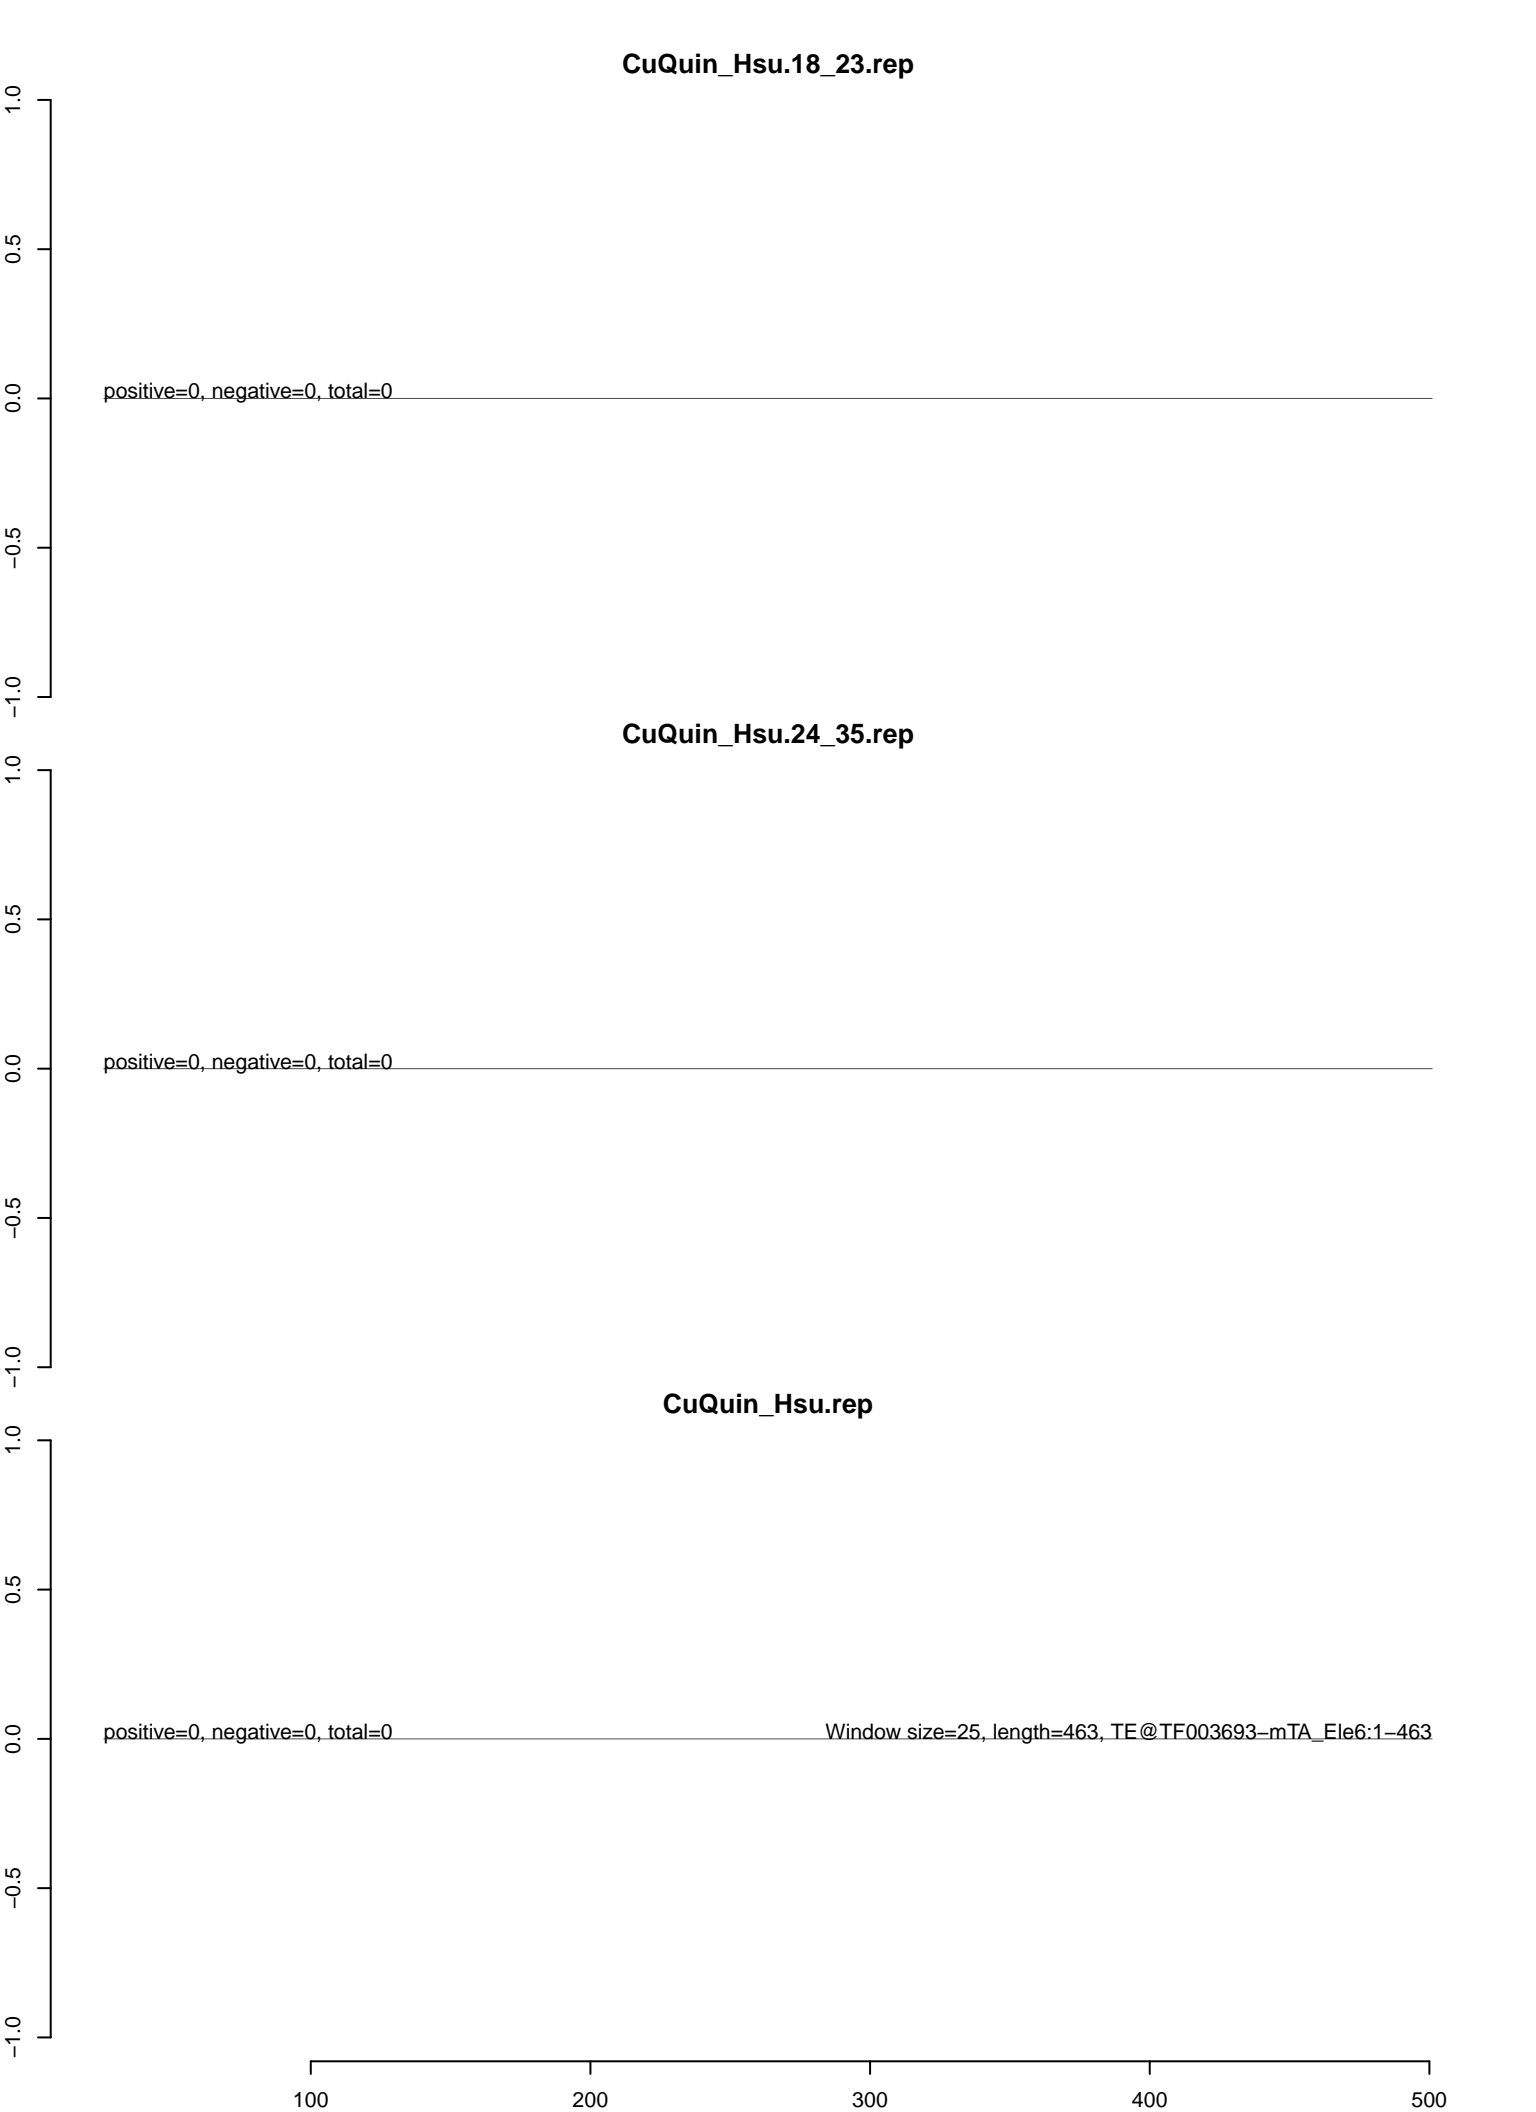 CuQuin_Hsu.18_23.rep
1.0
0.5
0.0
−0.5
−1.0
positive=0, negative=0, total=0
CuQuin_Hsu.24_35.rep
1.0
0.5
0.0
−0.5
−1.0
positive=0, negative=0, total=0
CuQuin_Hsu.rep
1.0
0.5
0.0
−0.5
−1.0
positive=0, negative=0, total=0
Window size=25, length=463, TE@TF003693−mTA_Ele6:1−463
100 200 300 400 500